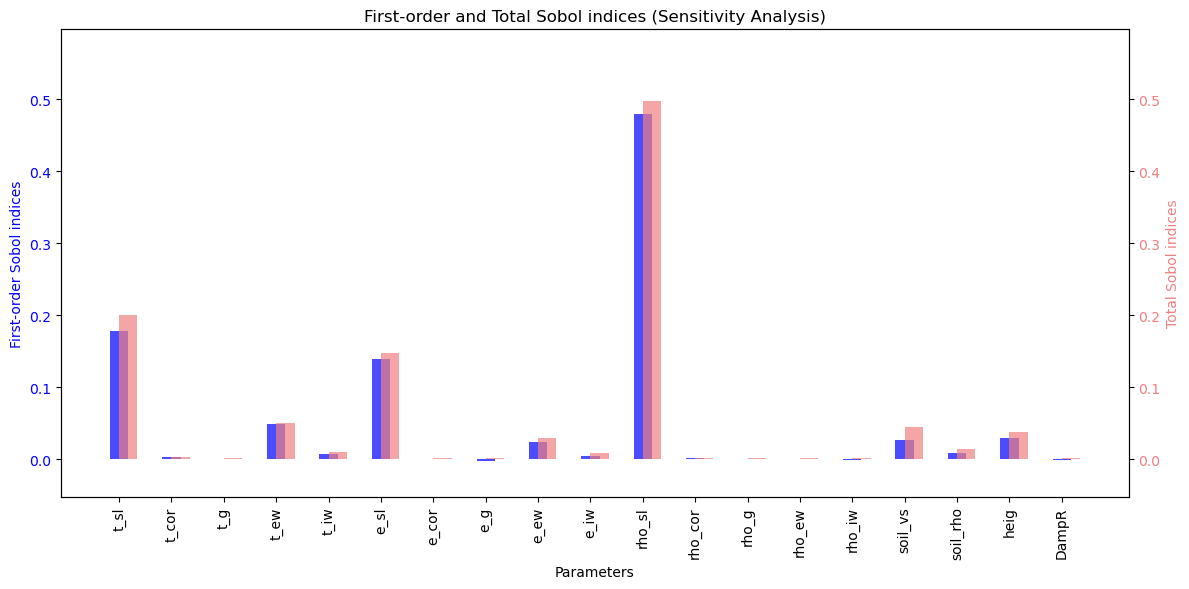 First-order and Total Sobol indices (Sensitivity Analysis)
First-order Sobol indices
0.5
0.4
0.3
0.2
0.1
0.0
0.5
0.4
0.3
0.2
0.1
0.0
Total Sobol indices
t_sl
t_cor
t_g
t_ew
t_iw
e_sl
e_cor
e_g
e_ew
e_iw
rho_sl
rho_cor
rho_g
rho_ew
rho_iw
soil_vs
soil_rho
heig
DampR
Parameters